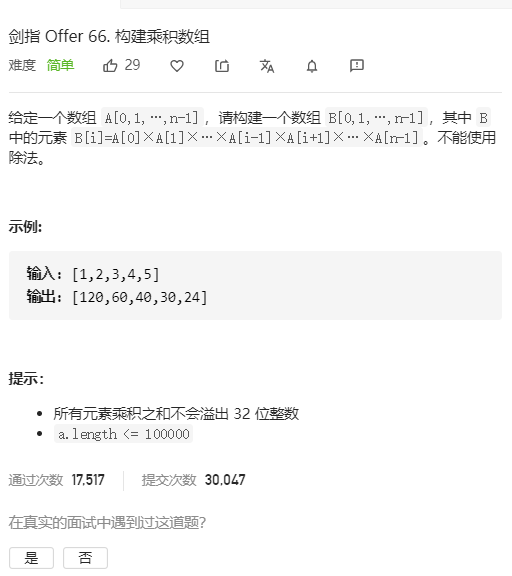 剑指 Offer 66. 构建乘积数组
难度 简单 29
给定一个数组 A[0,1,…,n-1]，请构建一个数组 B[0,1,…,n-1]，其中 B
中的元素 B[i]=A[0]×A[1]×…×A[i-1]×A[i+1]×…×A[n-1]。不能使用
除法。
示例:
输入: [1,2,3,4,5]
输出: [120,60,40,30,24]
提示：
所有元素乘积之和不会溢出 32 位整数
a.length <= 100000
通过次数 17,517 提交次数 30,047
在真实的面试中遇到过这道题？
是 否